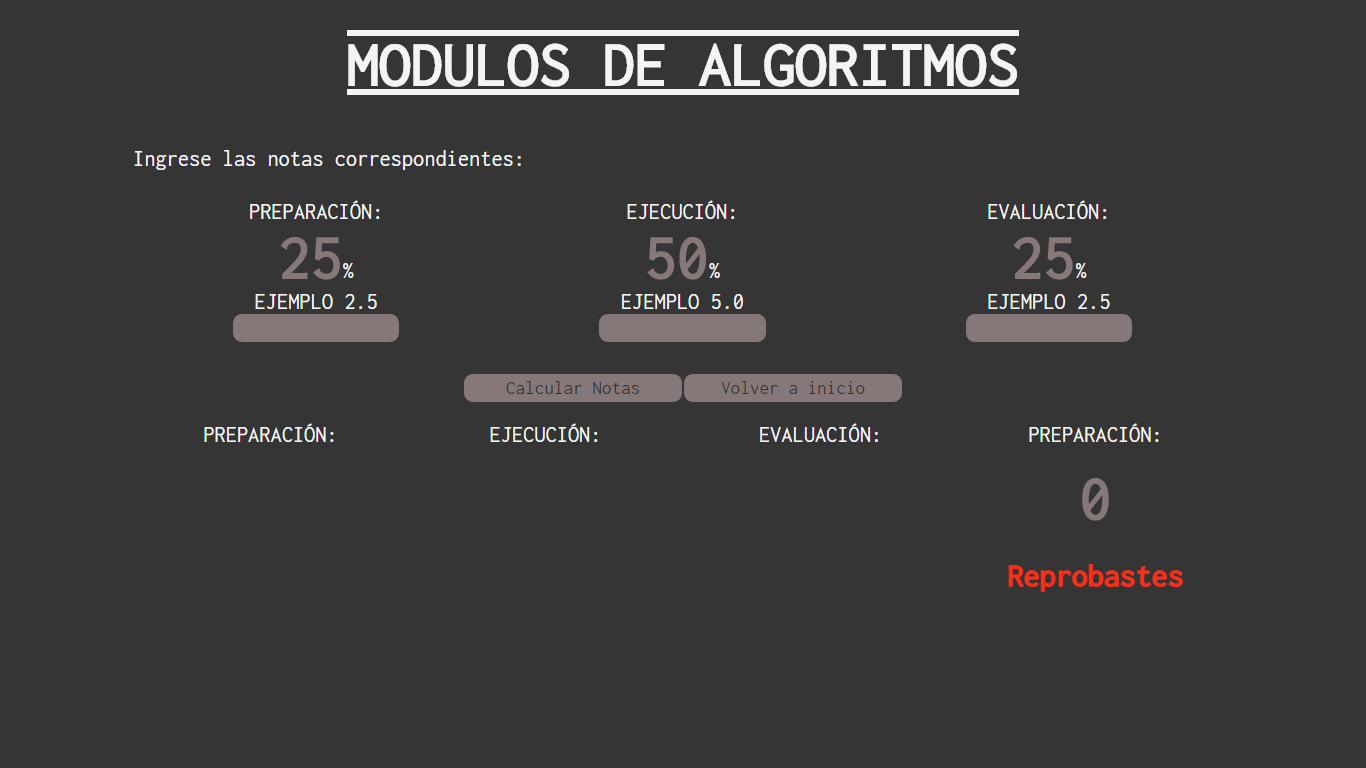 MODULOS DE ALGORITMOS
Ingrese las notas correspondientes:
PREPARACIÓN: EJECUCIÓN: EVALUACIÓN:
25% 50% 25%
EJEMPLO 2.5 EJEMPLO 5.0 EJEMPLO 2.5
Calcular Notas Volver a inicio
PREPARACIÓN: EJECUCIÓN: EVALUACIÓN: PREPARACIÓN:
0
Reprobastes